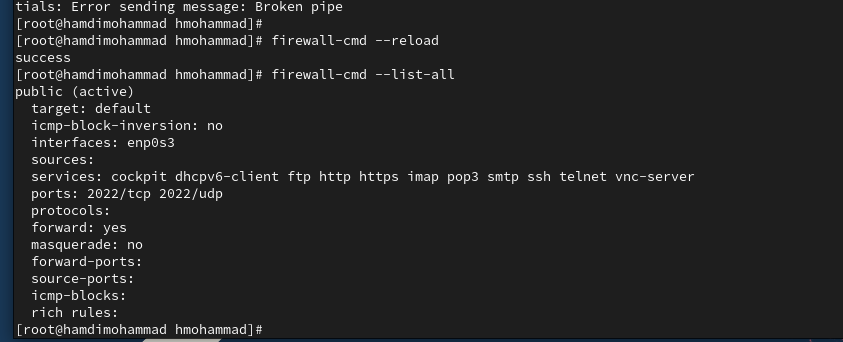 tials: Error sending message: Broken pipe
[root@hamdimohammad hmohammad]#
[root@hamdimohammad hmohammad]# firewall-cmd --reload
success
[root@hamdimohammad hmohammad]# firewall-cmd --list-all
public (active)
  target: default
  icmp-block-inversion: no
  interfaces: enp0s3
  sources:
  services: cockpit dhcpv6-client ftp http https imap pop3 smtp ssh telnet vnc-server
  ports: 2022/tcp 2022/udp
  protocols:
  forward: yes
  masquerade: no
  forward-ports:
  source-ports:
  icmp-blocks:
  rich rules:
[root@hamdimohammad hmohammad]#